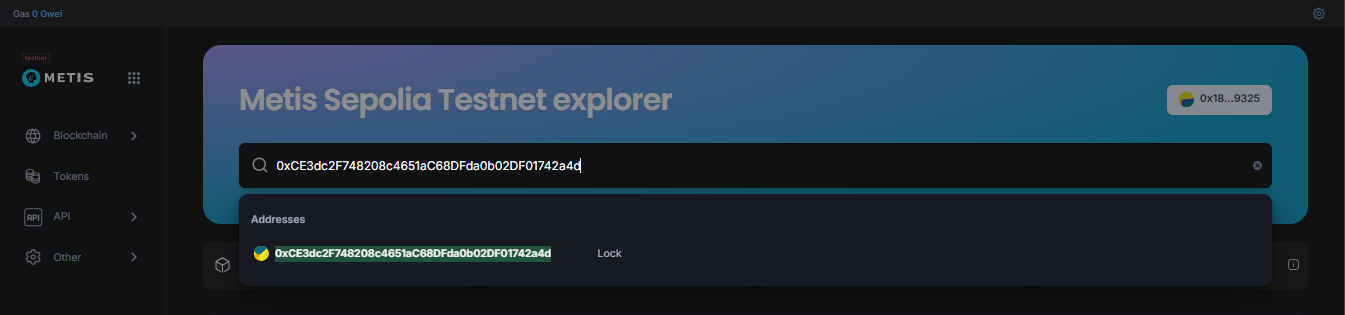 Gas 0 Gwei
testnet
METIS
Metis Sepolia Testnet explorer
0x18...9325
Blockchain
0xCE3dc2F748208c4651aC68DFda0b02DF01742a4d
Tokens
API API
Addresses
Other
0xCE3dc2F748208c4651aC68DFda0b02DF01742a4d Lock